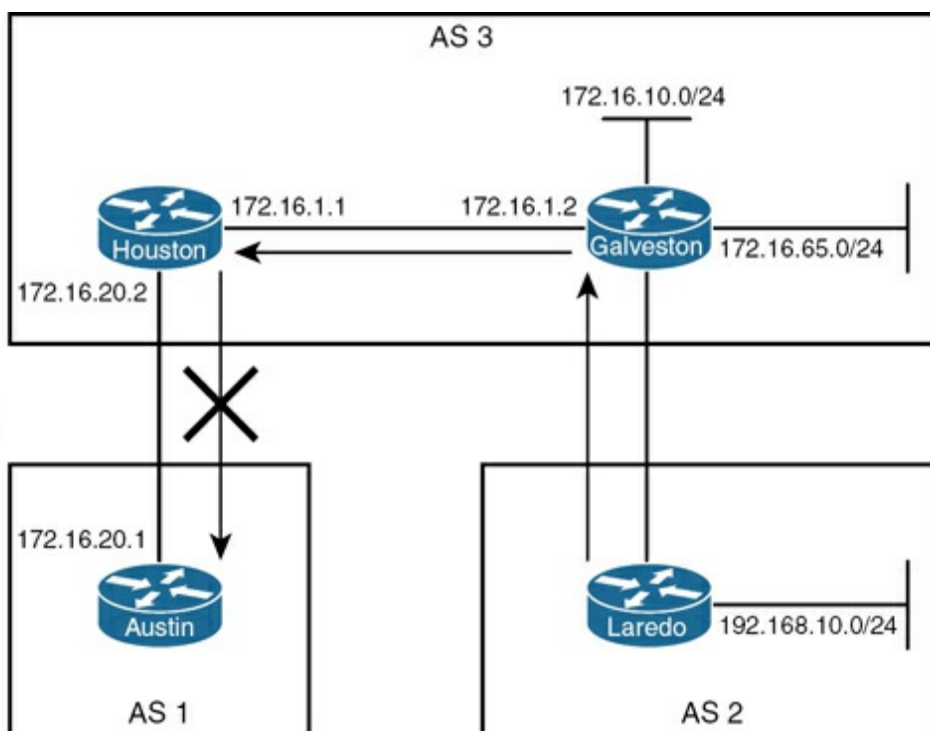 AS 3
172.16.10.0/24
172.16.1.1
172.16.1.2
Houston
Galveston
172.16.65.0/24
172.16.20.2
172.16.20.1
Austin
Laredo
192.168.10.0/24
AS 1
AS 2